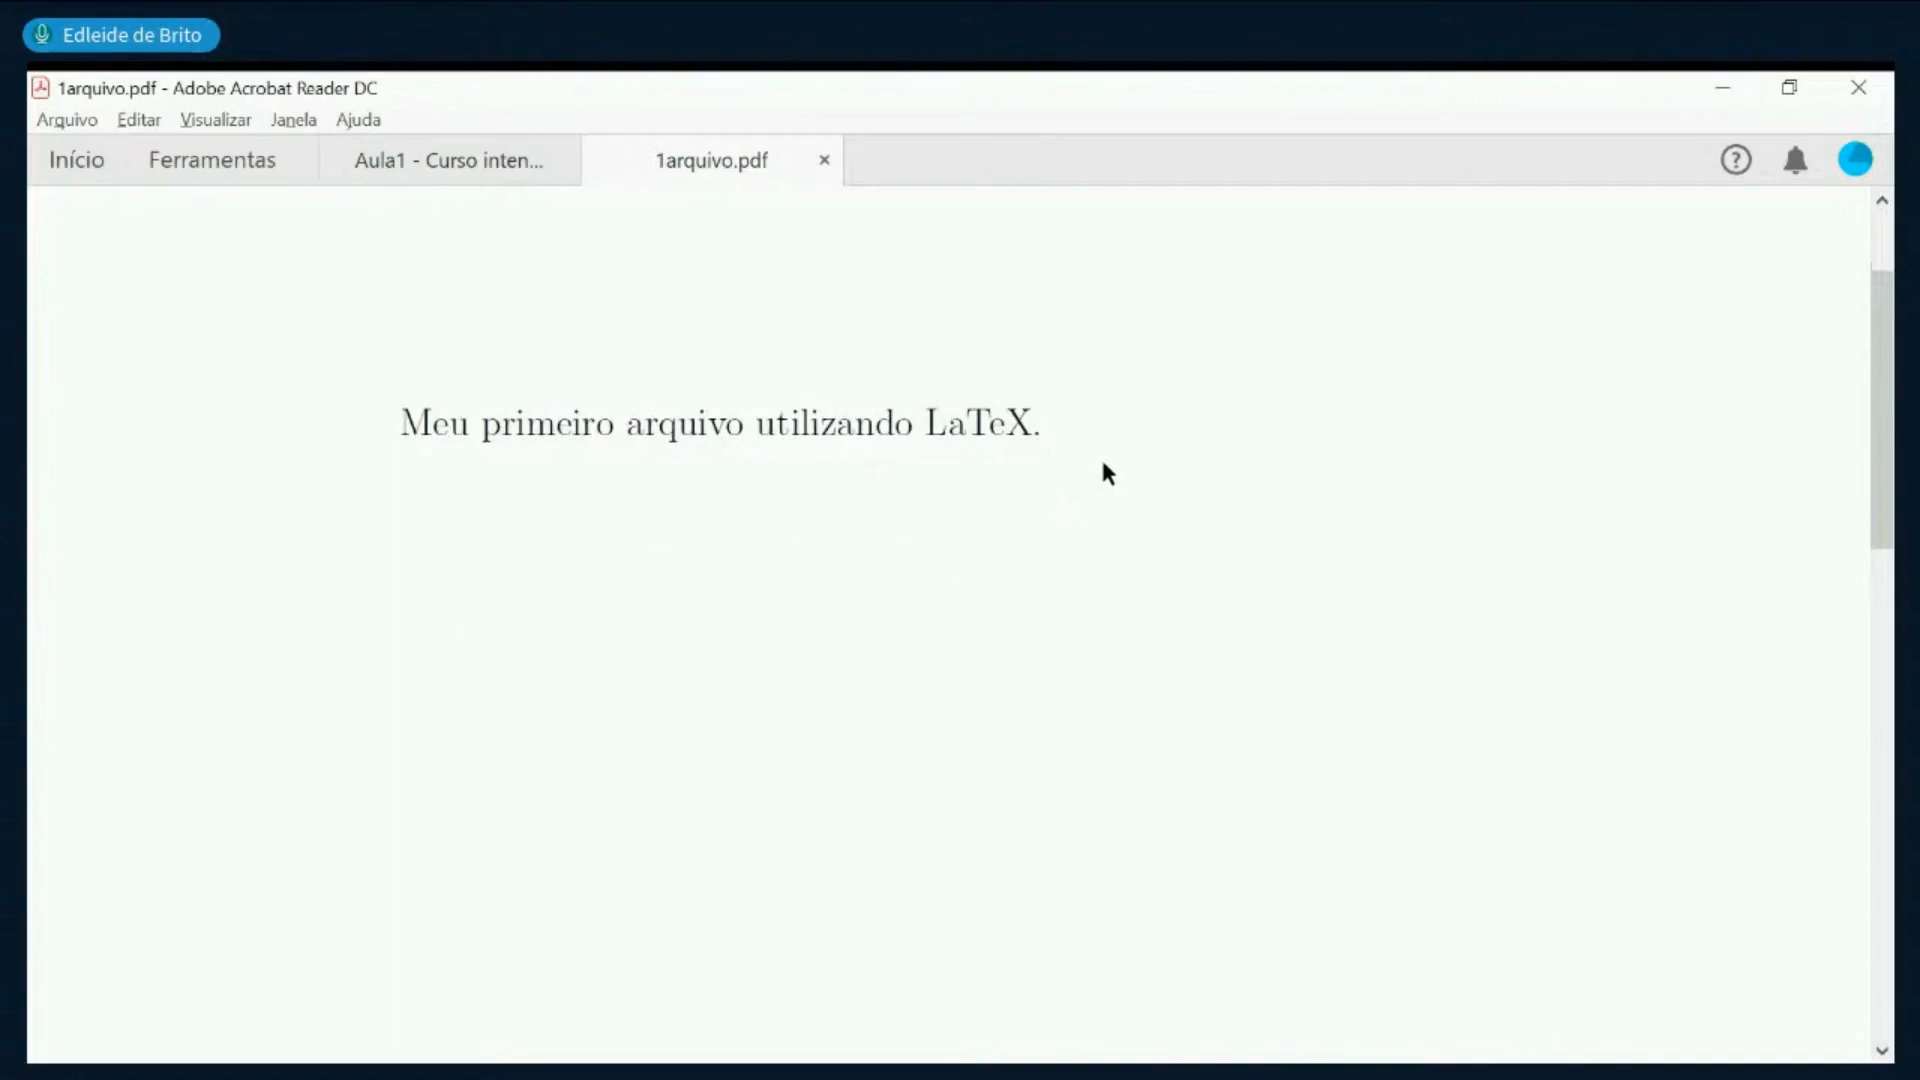 Edleide de Brito
1arquivo.pdf - Adobe Acrobat Reader DC
Arquivo Editar Visualizar Janela Ajuda
Início Ferramentas Aula1 - Curso inten... 1arquivo.pdf
Meu primeiro arquivo utilizando LaTeX.